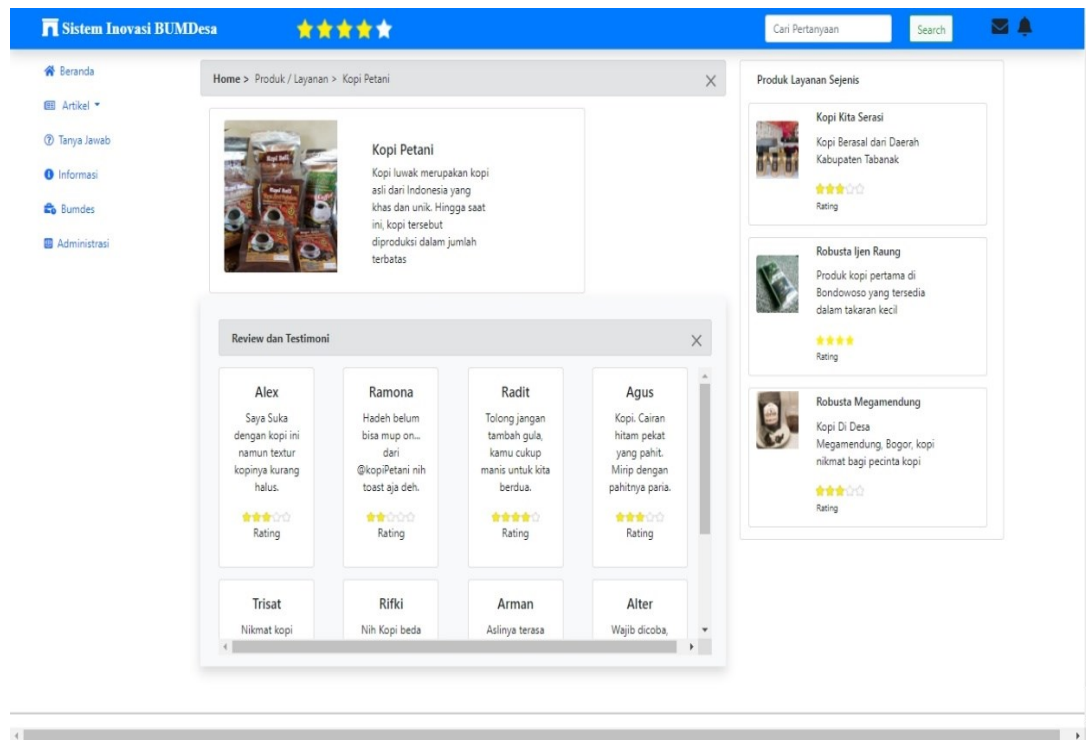 Sistem Inovasi BUMDesa
Cari Pertanyaan
Search
Beranda
Artikel
Tanya Jawab
Informasi
Bumdes
Administrasi
Home > Produk / Layanan > Kopi Petani
X
Kopi Petani
Kopi luwak merupakan kopi
asli dari Indonesia yang
khas dan unik. Hingga saat
ini, kopi tersebut
diproduksi dalam jumlah
terbatas
Review dan Testimoni
X
Alex
Saya Suka
dengan kopi ini
namun textur
kopinya kurang
halus.
Rating
Ramona
Hadeh belum
bisa mup on...
dari
@kopiPetani nih
toast aja deh.
Rating
Radit
Tolong jangan
tambah gula,
kamu cukup
manis untuk kita
berdua.
Rating
Agus
Kopi. Cairan
hitam pekat
yang pahit.
Mirip dengan
pahitnya paria.
Rating
Trisat
Nikmat kopi
Rifki
Nih Kopi beda
Arman
Aslinya terasa
Alter
Wajib dicoba,
Produk Layanan Sejenis
Kopi Kita Serasi
Kopi Berasal dari Daerah
Kabupaten Tabanak
Rating
Robusta Ijen Raung
Produk kopi pertama di
Bondowoso yang tersedia
dalam takaran kecil
Rating
Robusta Megamendung
Kopi Di Desa
Megamendung, Bogor, kopi
nikmat bagi pecinta kopi
Rating